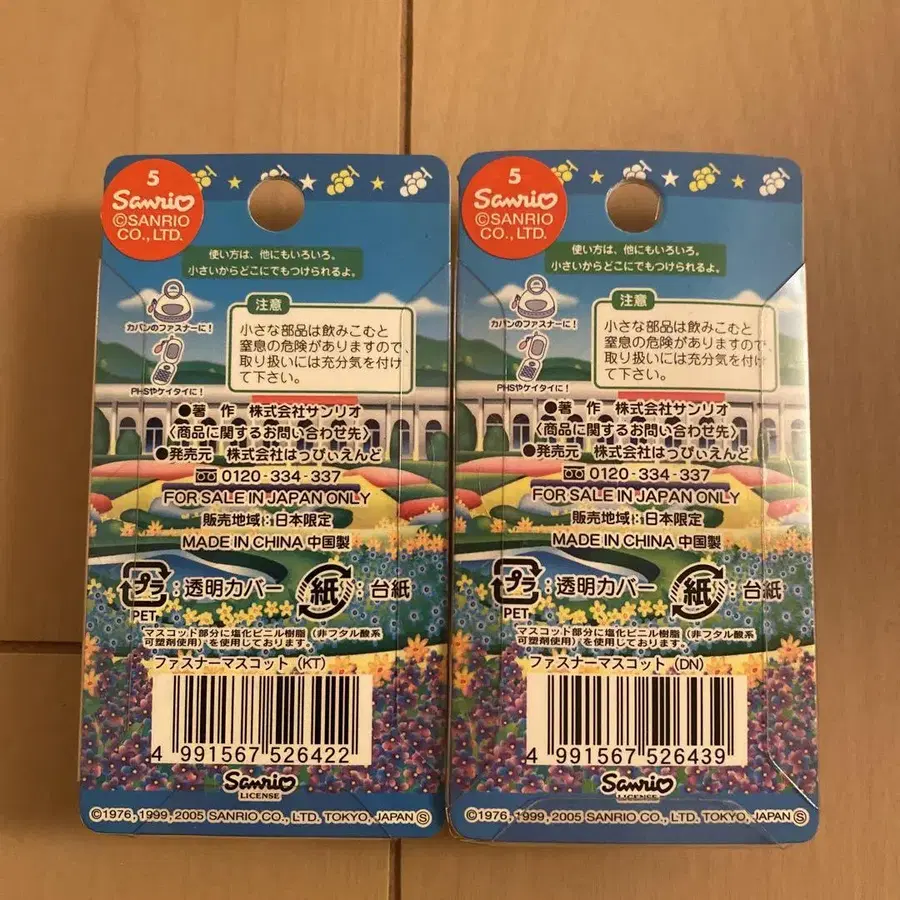 5
Sanrio
©SANRIO
CO., LTD.
使い方は、他にもいろいろ。
小さいからどこにでもつけられるよ。
カバンのファスナーに!
PHSやケイタイに!
注意
小さな部品は飲みこむと
窒息の危険がありますので、
取り扱いには充分気を付け
て下さい。
●著 作 株式会社サンリオ
〈商品に関するお問い合わせ先〉
●発売元 株式会社はっぴぃえんど
0120-334-337
FOR SALE IN JAPAN ONLY
販売地域:日本限定
MADE IN CHINA 中国製
プラ :透明カバー 紙 :台紙
PET
マスコット部分に塩化ビニル樹脂(非フタル酸系
可塑剤使用)を使用しております。
ファスナーマスコット(KT)
4 991567 526422
Sanrio
LICENSE
©1976, 1999, 2005 SANRIO CO., LTD. TOKYO, JAPAN Ⓢ
5
Sanrio
©SANRIO
CO., LTD.
使い方は、他にもいろいろ。
小さいからどこにでもつけられるよ。
カバンのファスナーに!
PHSやケイタイに!
注意
小さな部品は飲みこむと
窒息の危険がありますので、
取り扱いには充分気を付け
て下さい。
●著 作 株式会社サンリオ
〈商品に関するお問い合わせ先〉
●発売元 株式会社はっぴぃえんど
0120-334-337
FOR SALE IN JAPAN ONLY
販売地域:日本限定
MADE IN CHINA 中国製
プラ :透明カバー 紙 :台紙
PET
マスコット部分に塩化ビニル樹脂(非フタル酸系
可塑剤使用)を使用しております。
ファスナーマスコット(DN)
4 991567 526439
Sanrio
LICENSE
©1976, 1999, 2005 SANRIO CO., LTD. TOKYO, JAPAN Ⓢ